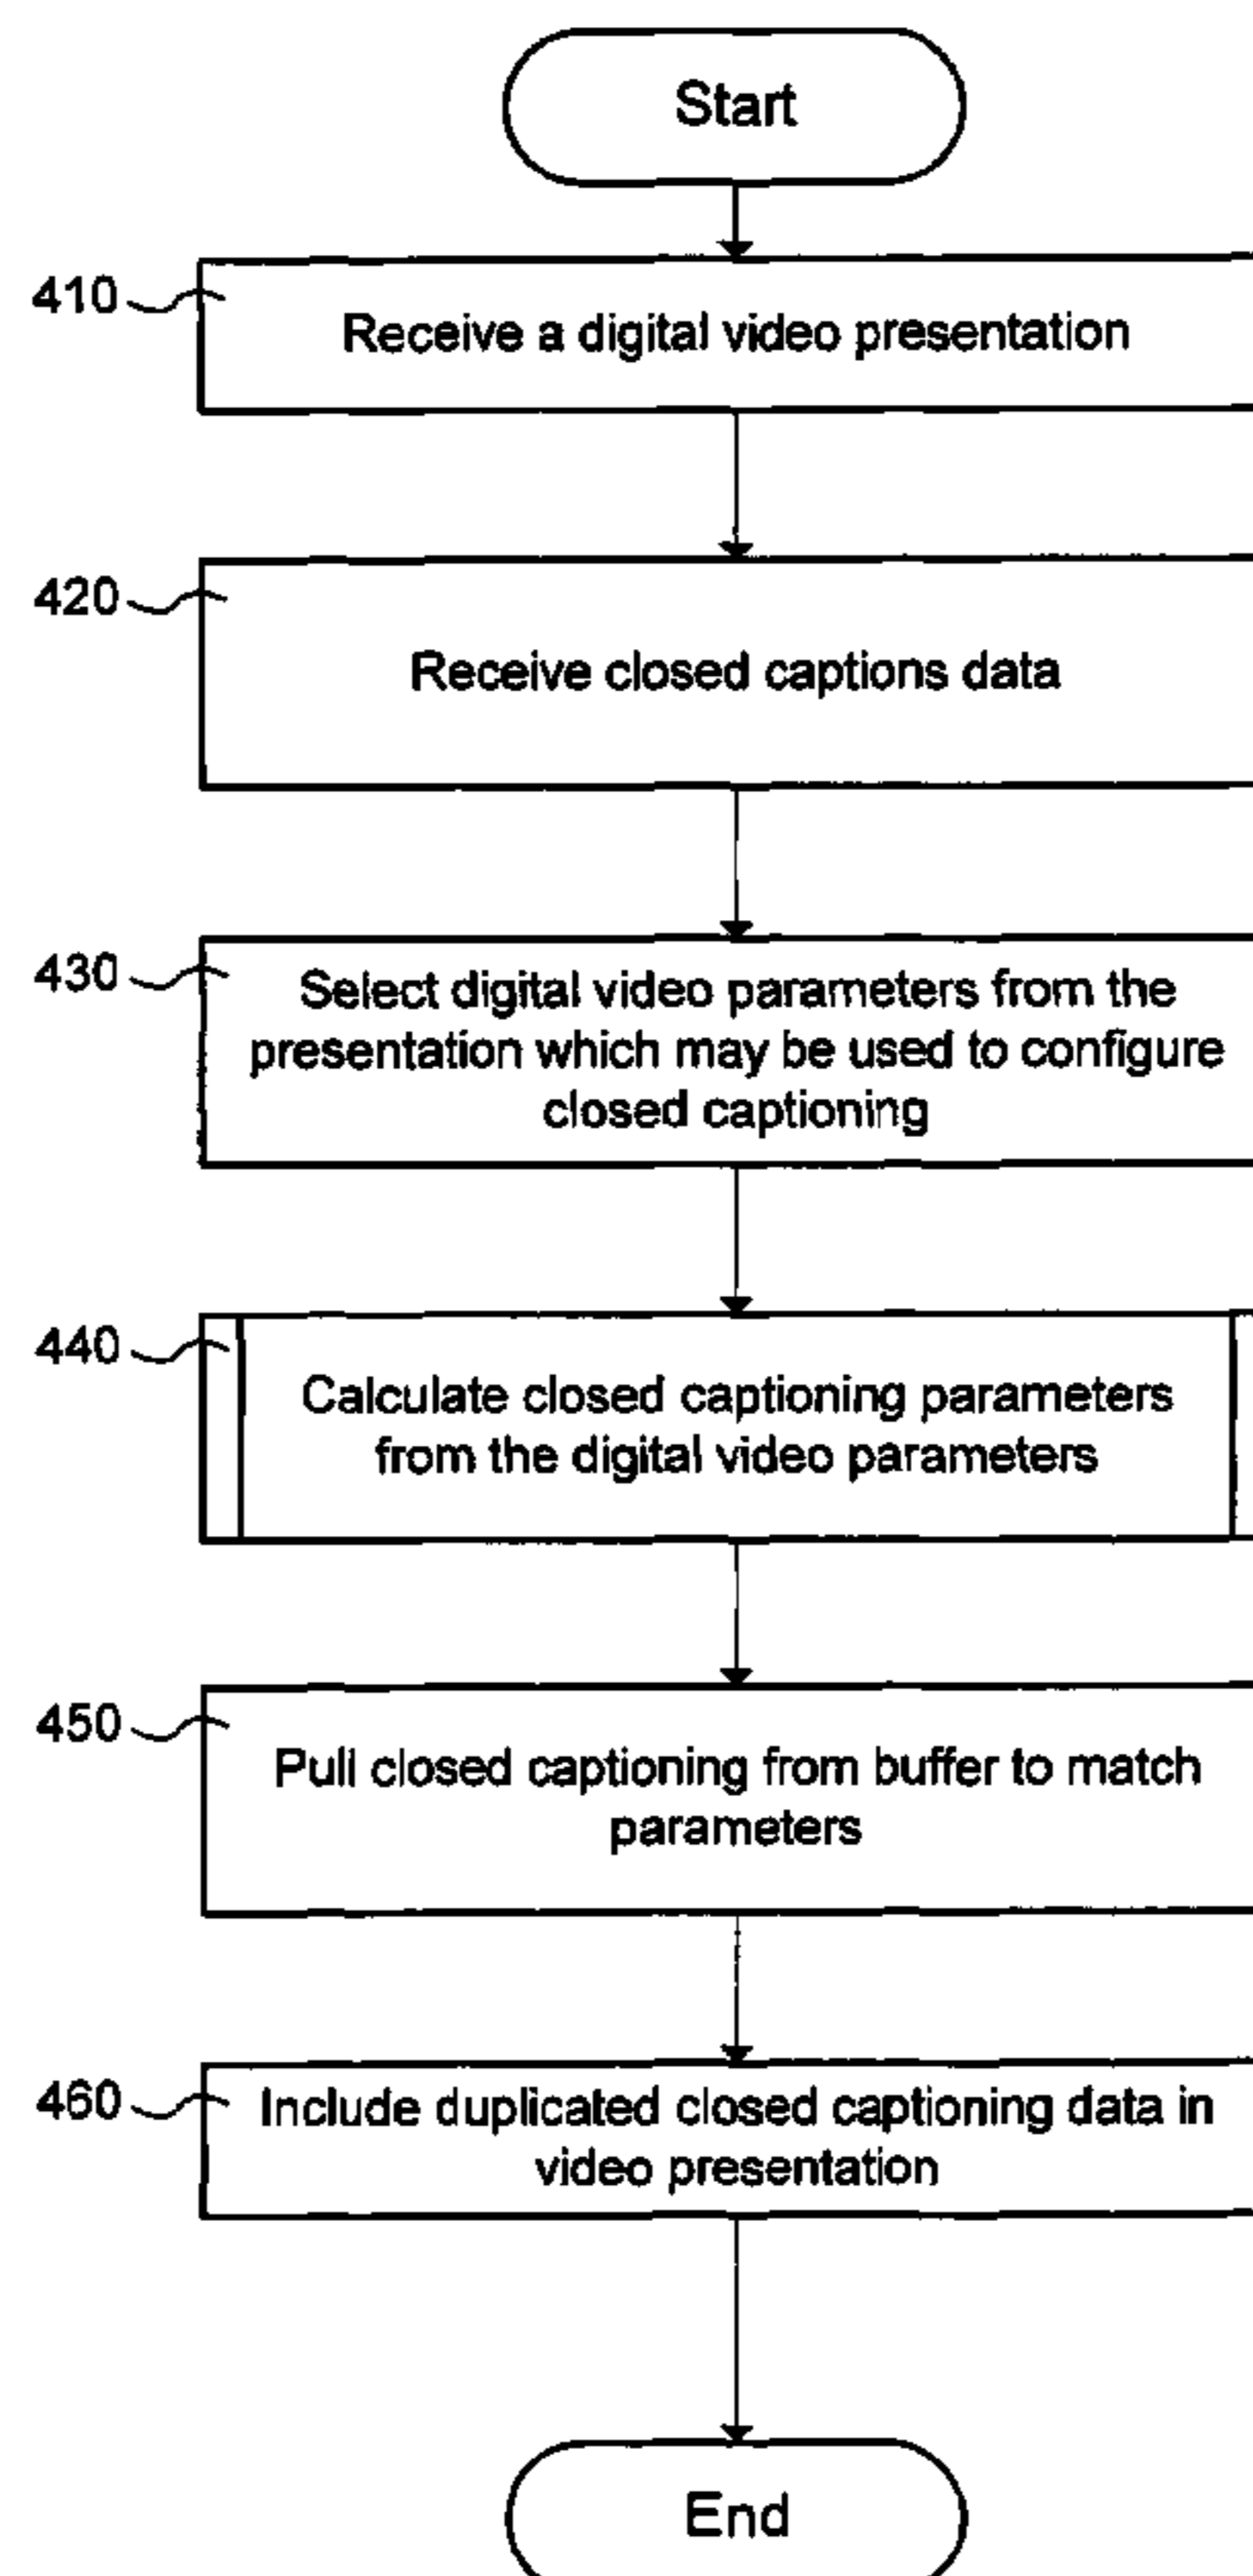 Start
410
Receive a digital video presentation
420
Receive closed captions data
430
Select digital video parameters from the
presentation which may be used to configure
closed captioning
440
Calculate closed captioning parameters
from the digital video parameters
450
Pull closed captioning from buffer to match
parameters
460
Include duplicated closed captioning data in
video presentation
End